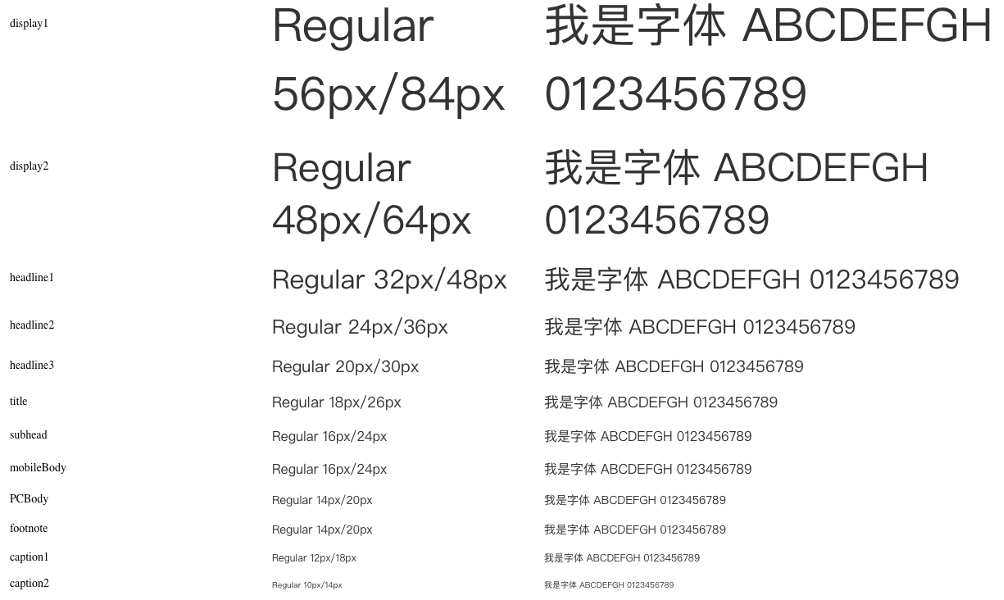 display1 Regular 我是字体 ABCDEFGH
56px/84px 0123456789
display2 Regular 我是字体 ABCDEFGH
48px/64px 0123456789
headline1 Regular 32px/48px 我是字体 ABCDEFGH 0123456789
headline2 Regular 24px/36px 我是字体 ABCDEFGH 0123456789
headline3 Regular 20px/30px 我是字体 ABCDEFGH 0123456789
title Regular 18px/26px 我是字体 ABCDEFGH 0123456789
subhead Regular 16px/24px 我是字体 ABCDEFGH 0123456789
mobileBody Regular 16px/24px 我是字体 ABCDEFGH 0123456789
PCBody Regular 14px/20px 我是字体 ABCDEFGH 0123456789
footnote Regular 14px/20px 我是字体 ABCDEFGH 0123456789
caption1 Regular 12px/18px 我是字体 ABCDEFGH 0123456789
caption2 Regular 10px/14px 我是字体 ABCDEFGH 0123456789